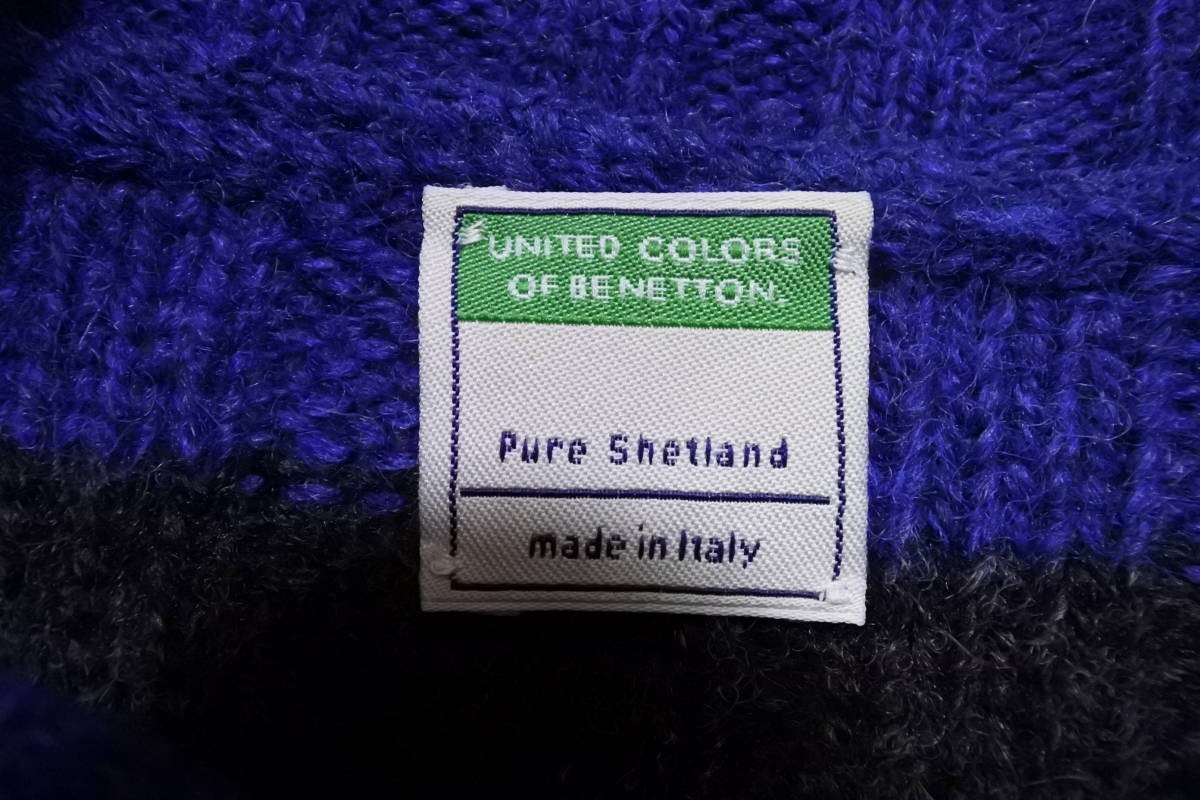 UNITED COLORS
OF BENETTON.
Pure Shetland
made in Italy